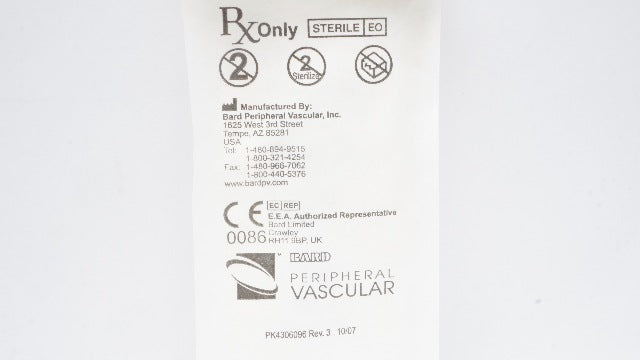 Rx Only STERILE EO
2 2 Sterilize
Manufactured By:
Bard Peripheral Vascular, Inc.
1625 West 3rd Street
Tempe, AZ 85281
USA
Tel: 1-480-894-9515
1-800-321-4254
Fax: 1-480-966-7062
1-800-440-5376
www.bardpv.com
CE EC REP
E.E.A. Authorized Representative
Bard Limited
Crawley
0086 RH11 9BP, UK
BARD
PERIPHERAL
VASCULAR
PK4306096 Rev. 3 10/07